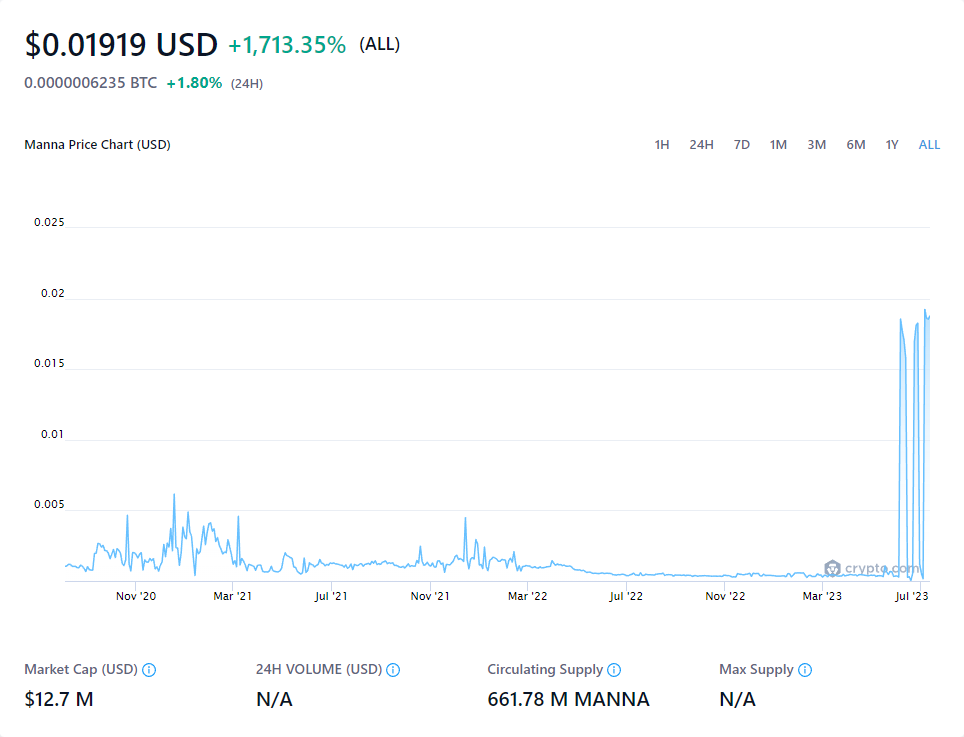 $0.01919 USD +1,713.35% (ALL)
0.0000006235 BTC +1.80% (24H)
Manna Price Chart (USD) 1H 24H 7D 1M 3M 6M 1Y ALL
0.025
0.02
0.015
0.01
0.005
crypto.com
Nov '20 Mar '21 Jul '21 Nov '21 Mar '22 Jul '22 Nov '22 Mar '23 Jul '23
Market Cap (USD) 24H VOLUME (USD) Circulating Supply Max Supply
$12.7 M N/A 661.78 M MANNA N/A